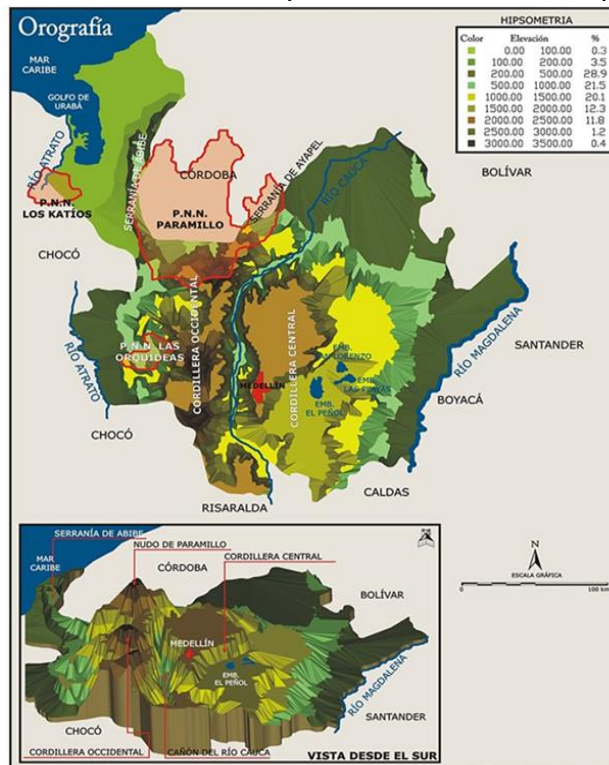 Orografía
HIPSOMETRIA
Color Elevación %
0.00 100.00 0.3
100.00 200.00 3.5
200.00 500.00 28.9
500.00 1000.00 21.5
1000.00 1500.00 20.1
1500.00 2000.00 12.3
2000.00 2500.00 11.8
2500.00 3000.00 1.2
3000.00 3500.00 0.4
MAR
CARIBE
GOLFO DE
URABÁ
RÍO ATRATO
P.N.N.
LOS KATÍOS
CHOCÓ
SERRANÍA DE ABIBE
CÓRDOBA
P.N.N.
PARAMILLO
SERRANÍA DE AYAPEL
RÍO CAUCA
BOLÍVAR
SANTANDER
RÍO MAGDALENA
BOYACÁ
P.N.N. LAS
ORQUÍDEAS
RÍO ATRATO
CORDILLERA OCCIDENTAL
MEDELLÍN
CORDILLERA CENTRAL
EMB.
LORENZO
EMB.
EMB.
EL PEÑOL
CHOCÓ
RISARALDA
CALDAS
N
ESCALA GRÁFICA
0 100 km
SERRANÍA DE ABIBE
NUDO DE PARAMILLO
CORDILLERA CENTRAL
MAR
CARIBE
CÓRDOBA
BOLÍVAR
MEDELLÍN
EMB.
EL PEÑOL
RÍO MAGDALENA
SANTANDER
CHOCÓ
CORDILLERA OCCIDENTAL
CAÑÓN DEL RÍO CAUCA
VISTA DESDE EL SUR